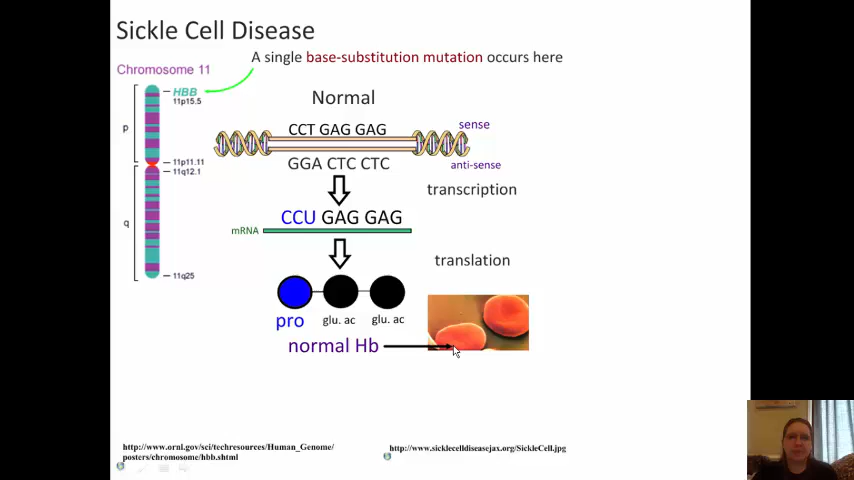 Sickle Cell Disease
A single base-substitution mutation occurs here
Chromosome 11
HBB
11p15.5
p
11p11.11
11q12.1
q
11q25
Normal
CCT GAG GAG
sense
GGA CTC CTC
anti-sense
transcription
CCU GAG GAG
mRNA
translation
pro
glu. ac
glu. ac
normal Hb
http://www.ornl.gov/sci/techresources/Human_Genome/
posters/chromosome/hbb.shtml
http://www.sicklecelldiseasejax.org/SickleCell.jpg